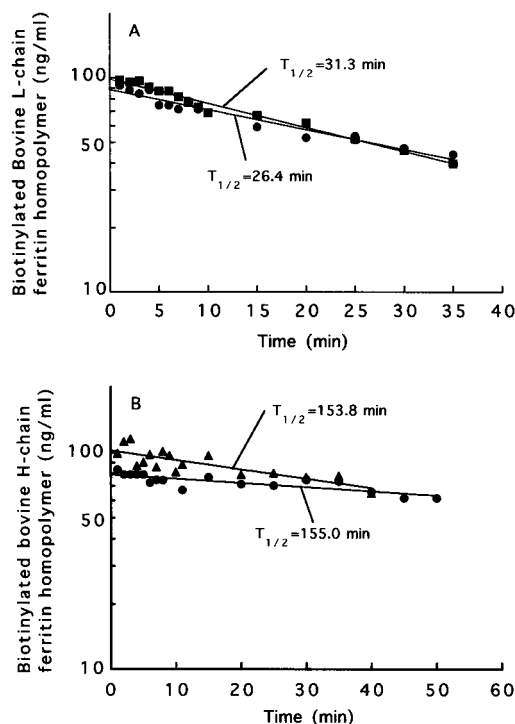 A
Biotinylated Bovine L-chain
ferritin homopolymer (ng/ml)
100
50
10
T1/2=31.3 min
T1/2=26.4 min
0 5 10 15 20 25 30 35 40
Time (min)
B
Biotinylated bovine H-chain
ferritin homopolymer (ng/ml)
100
50
10
T1/2=153.8 min
T1/2=155.0 min
0 10 20 30 40 50 60
Time (min)